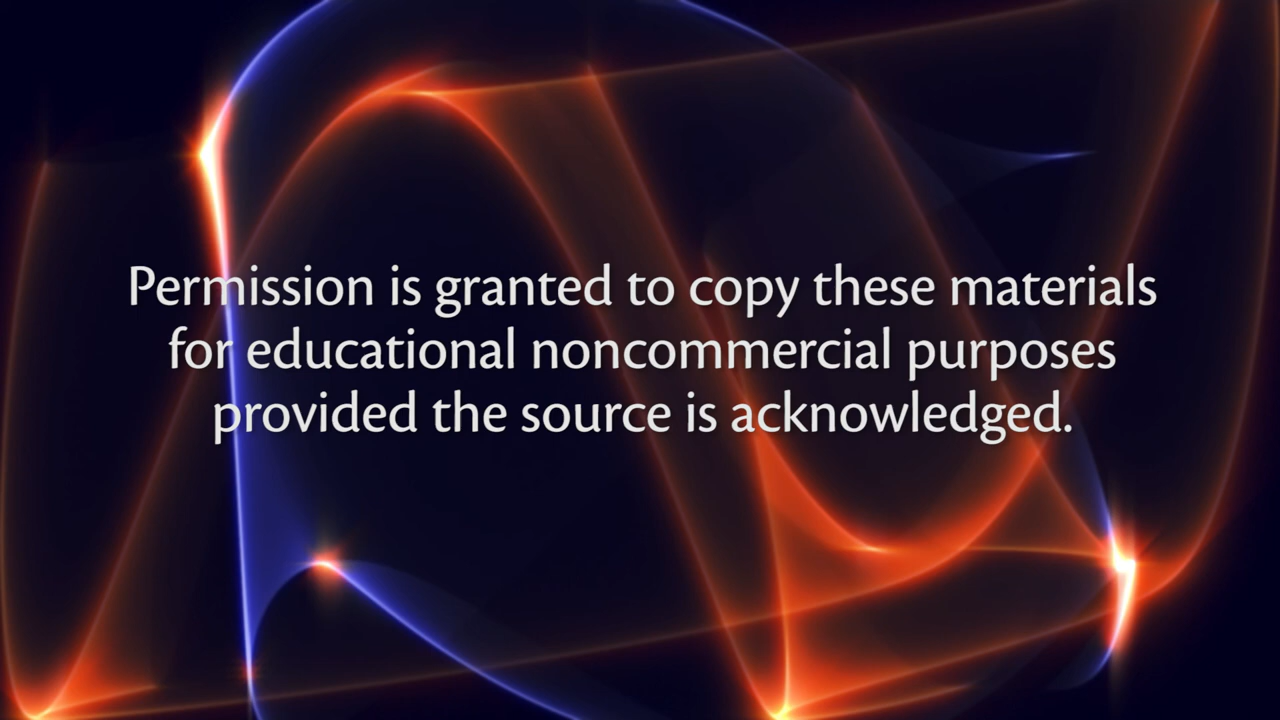 Permission is granted to copy these materials
for educational noncommercial purposes
provided the source is acknowledged.